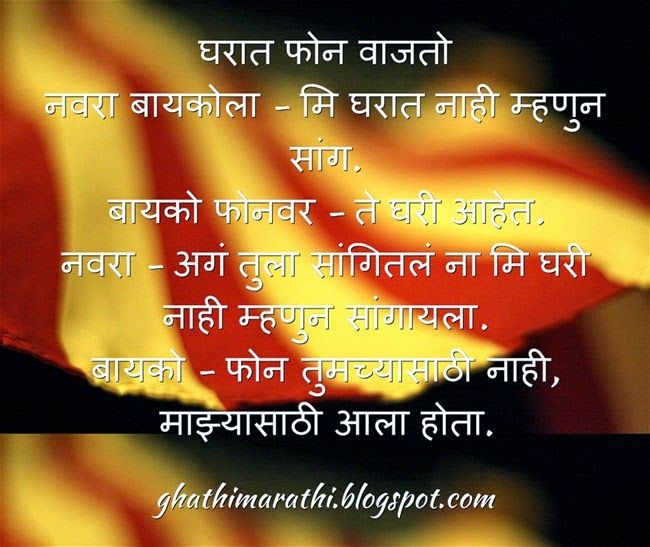 घरात फोन वाजतो
नवरा बायकोला - मि घरात नाही म्हणुन
सांग.
बायको फोनवर - ते घरी आहेत.
नवरा - अगं तुला सांगितलं ना मि घरी
नाही म्हणुन सांगायला.
बायको - फोन तुमच्यासाठी नाही,
माझ्यासाठी आला होता.
ghathimarathi.blogspot.com